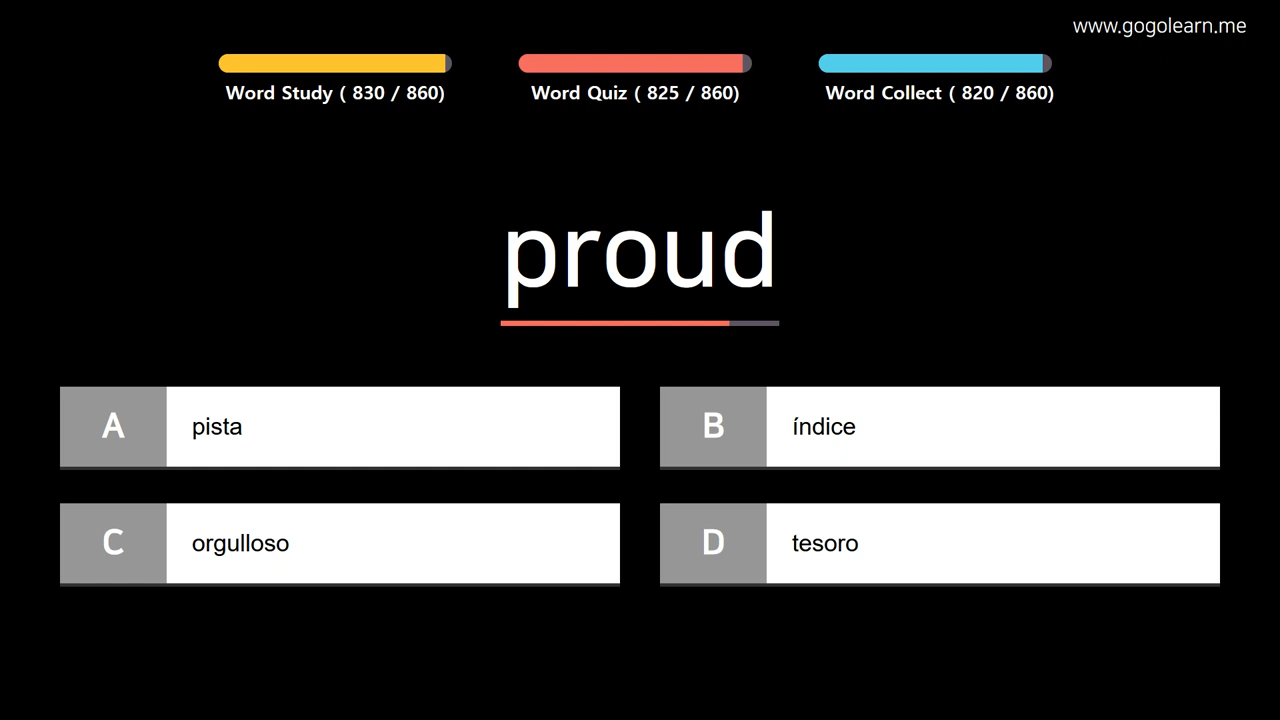 www.gogolearn.me
Word Study ( 830 / 860)
Word Quiz ( 825 / 860)
Word Collect ( 820 / 860)
proud
A pista
B índice
C orgulloso
D tesoro